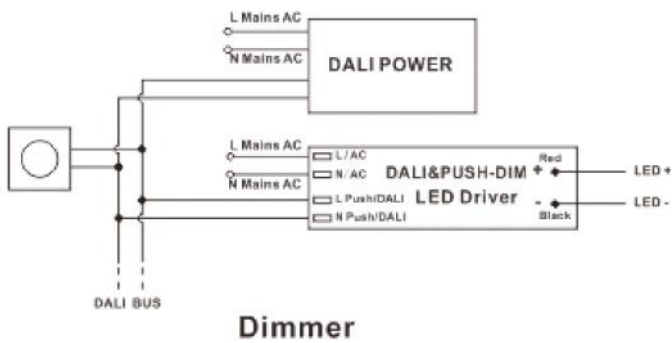 L Mains AC
N Mains AC
DALI POWER
L Mains AC
N Mains AC
L/AC
N/AC
L Push/DALI
N Push/DALI
DALI&PUSH-DIM
LED Driver
Red
+
-
Black
LED +
LED -
DALI BUS
Dimmer